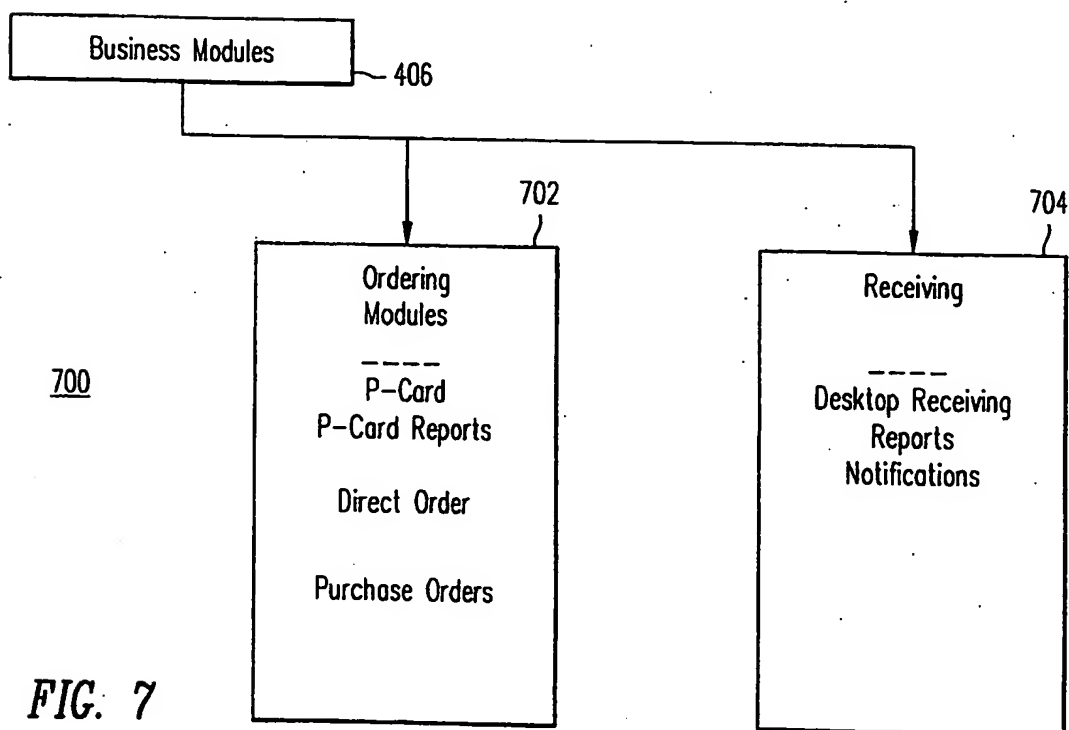 Business Modules
406
702
704
Ordering
Modules
----
P-Card
P-Card Reports
Direct Order
Purchase Orders
Receiving
----
Desktop Receiving
Reports
Notifications
700
FIG. 7